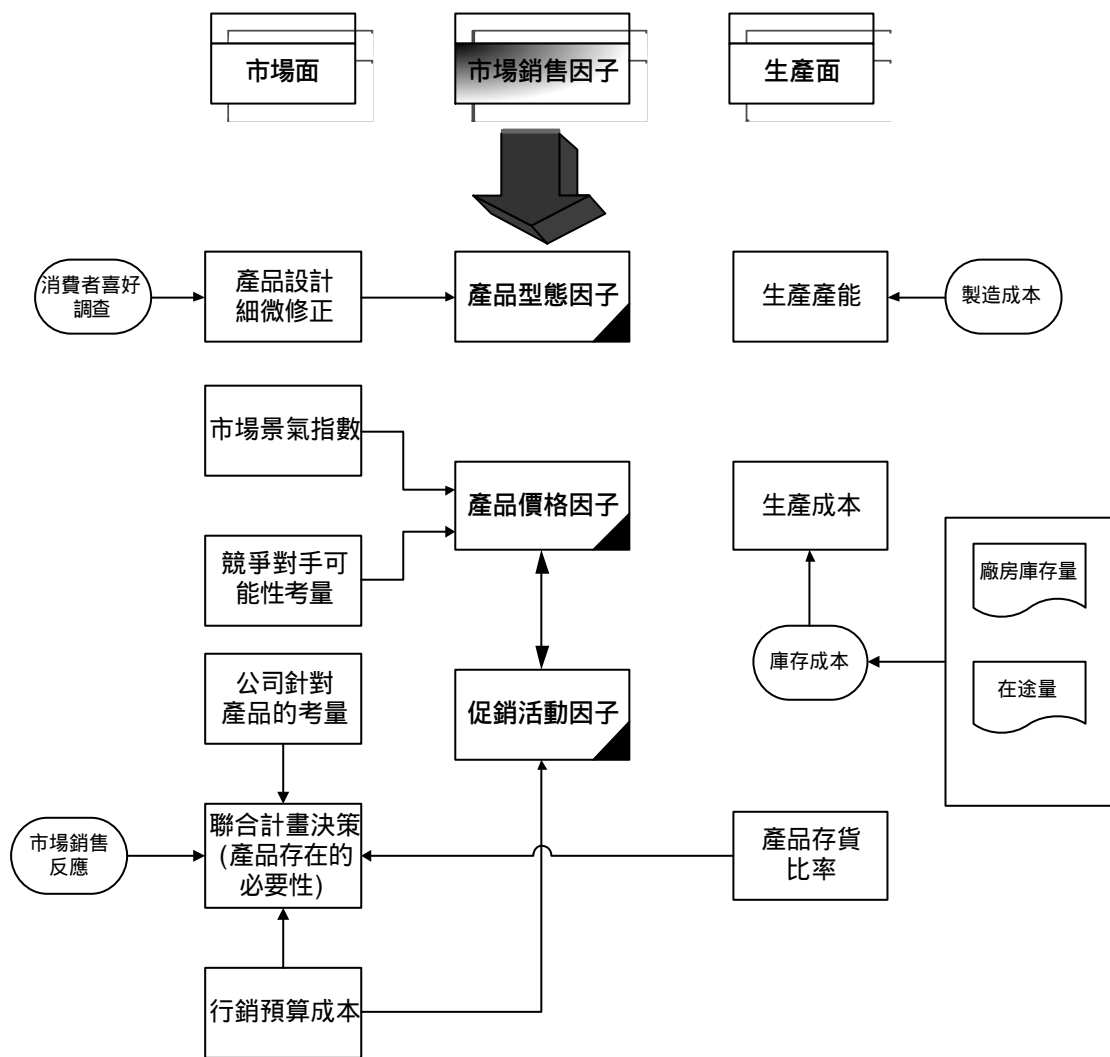 市場面
市場銷售因子
生產面
消費者喜好
調查
產品設計
細微修正
產品型態因子
生產產能
製造成本
市場景氣指數
產品價格因子
生產成本
競爭對手可
能性考量
廠房庫存量
庫存成本
在途量
公司針對
產品的考量
促銷活動因子
市場銷售
反應
聯合計畫決策
(產品存在的
必要性)
產品存貨
比率
行銷預算成本